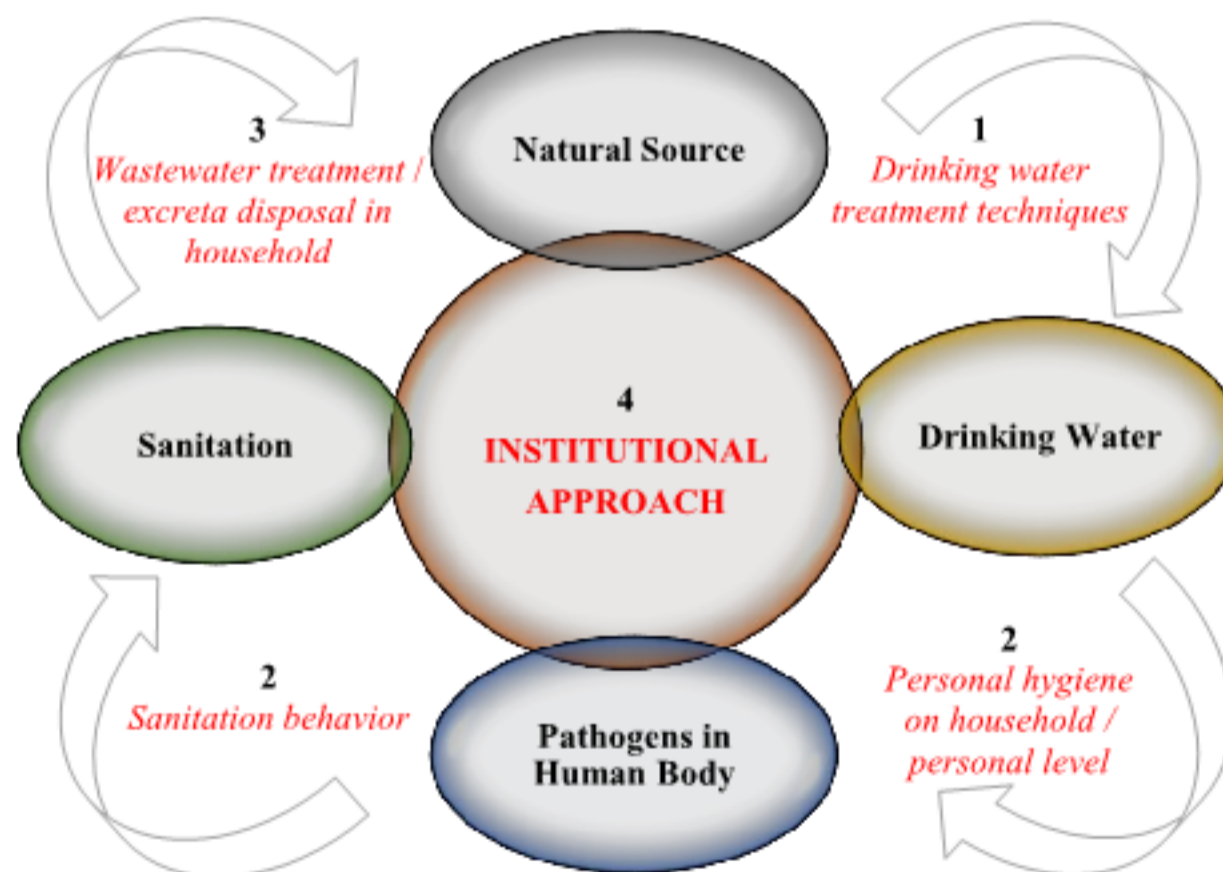 3
Wastewater treatment /
excreta disposal in
household
Natural Source
1
Drinking water
treatment techniques
Sanitation
4
INSTITUTIONAL
APPROACH
Drinking Water
2
Sanitation behavior
Pathogens in
Human Body
2
Personal hygiene
on household /
personal level